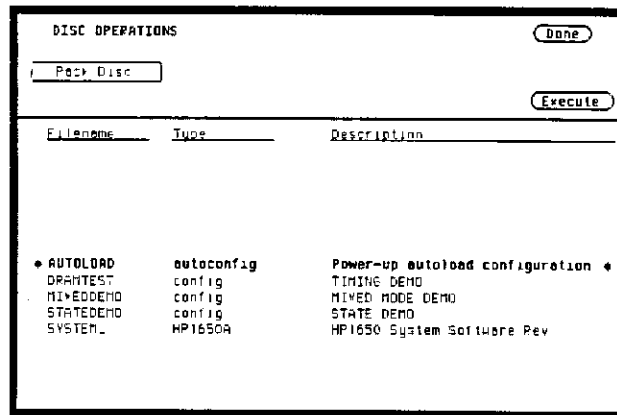 DISC OPERATIONS
Done
Pack Disc
Execute
Filename Type Description
AUTOLOAD autoconfig Power-up autoload configuration
DRAMTEST config TIMING DEMO
MIXEDDEMO config MIXED MODE DEMO
STATEDEMO config STATE DEMO
SYSTEM_ HP1650A HP1650 System Software Rev